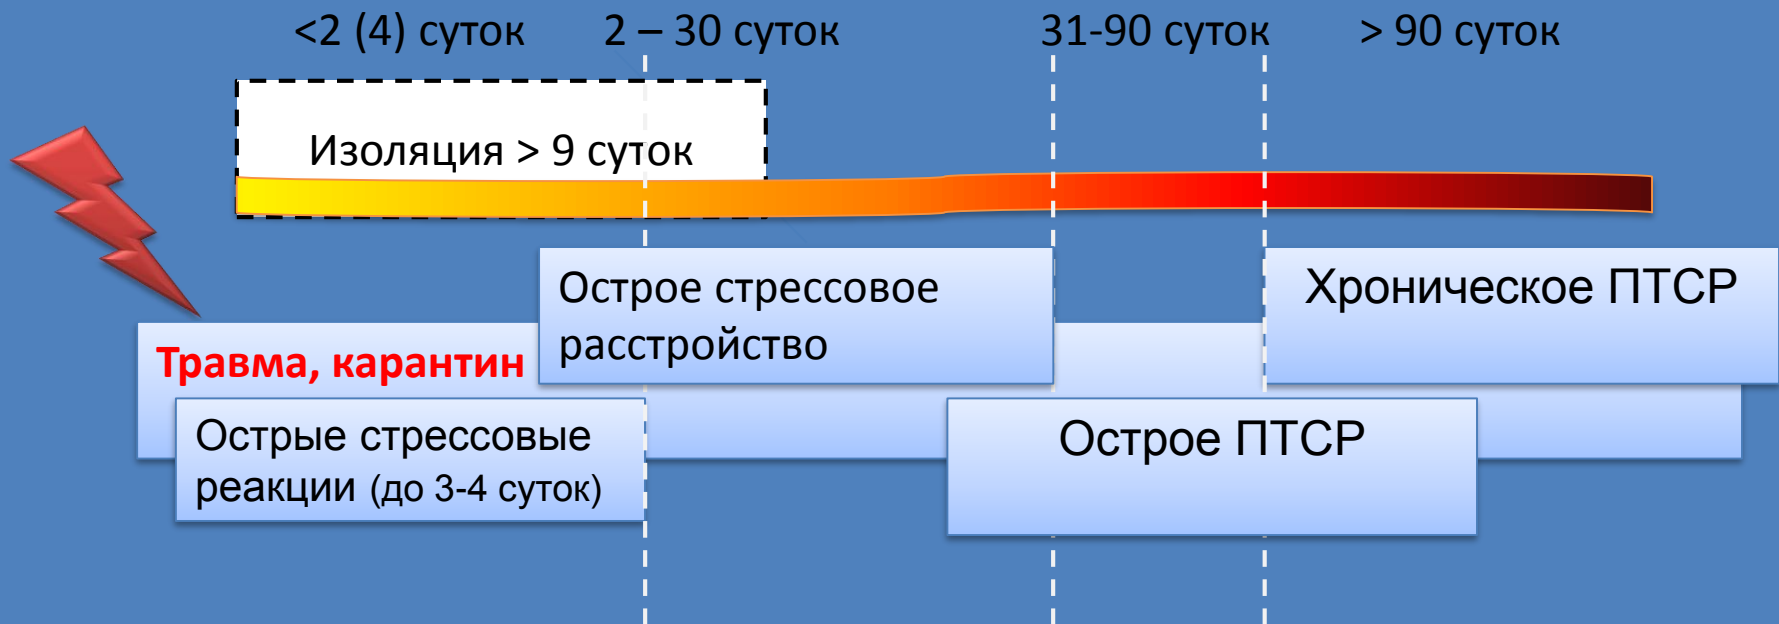 <2 (4) суток 2 – 30 суток 31-90 суток > 90 суток
Изоляция > 9 суток
Острое стрессовое
расстройство
Хроническое ПТСР
Травма, карантин
Острые стрессовые
реакции (до 3-4 суток)
Острое ПТСР